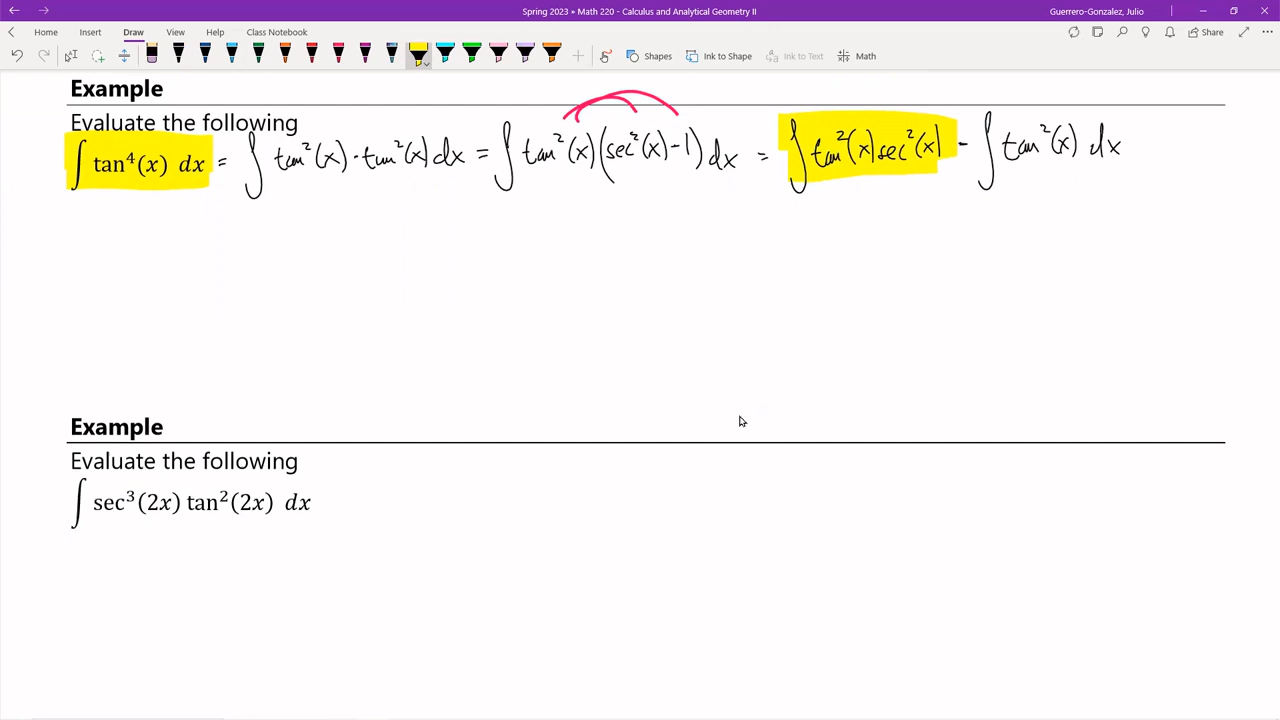 Spring 2023 » Math 220 - Calculus and Analytical Geometry II
Guerrero-Gonzalez, Julio
Home Insert Draw View Help Class Notebook
Share
Shapes Ink to Shape Ink to Text Math
Example
Evaluate the following
∫ tan⁴(x) dx = ∫ tan²(x)·tan²(x) dx = ∫ tan²(x)(sec²(x)-1) dx = ∫ tan²(x)sec²(x) - ∫ tan²(x) dx
Example
Evaluate the following
∫ sec³(2x) tan²(2x) dx